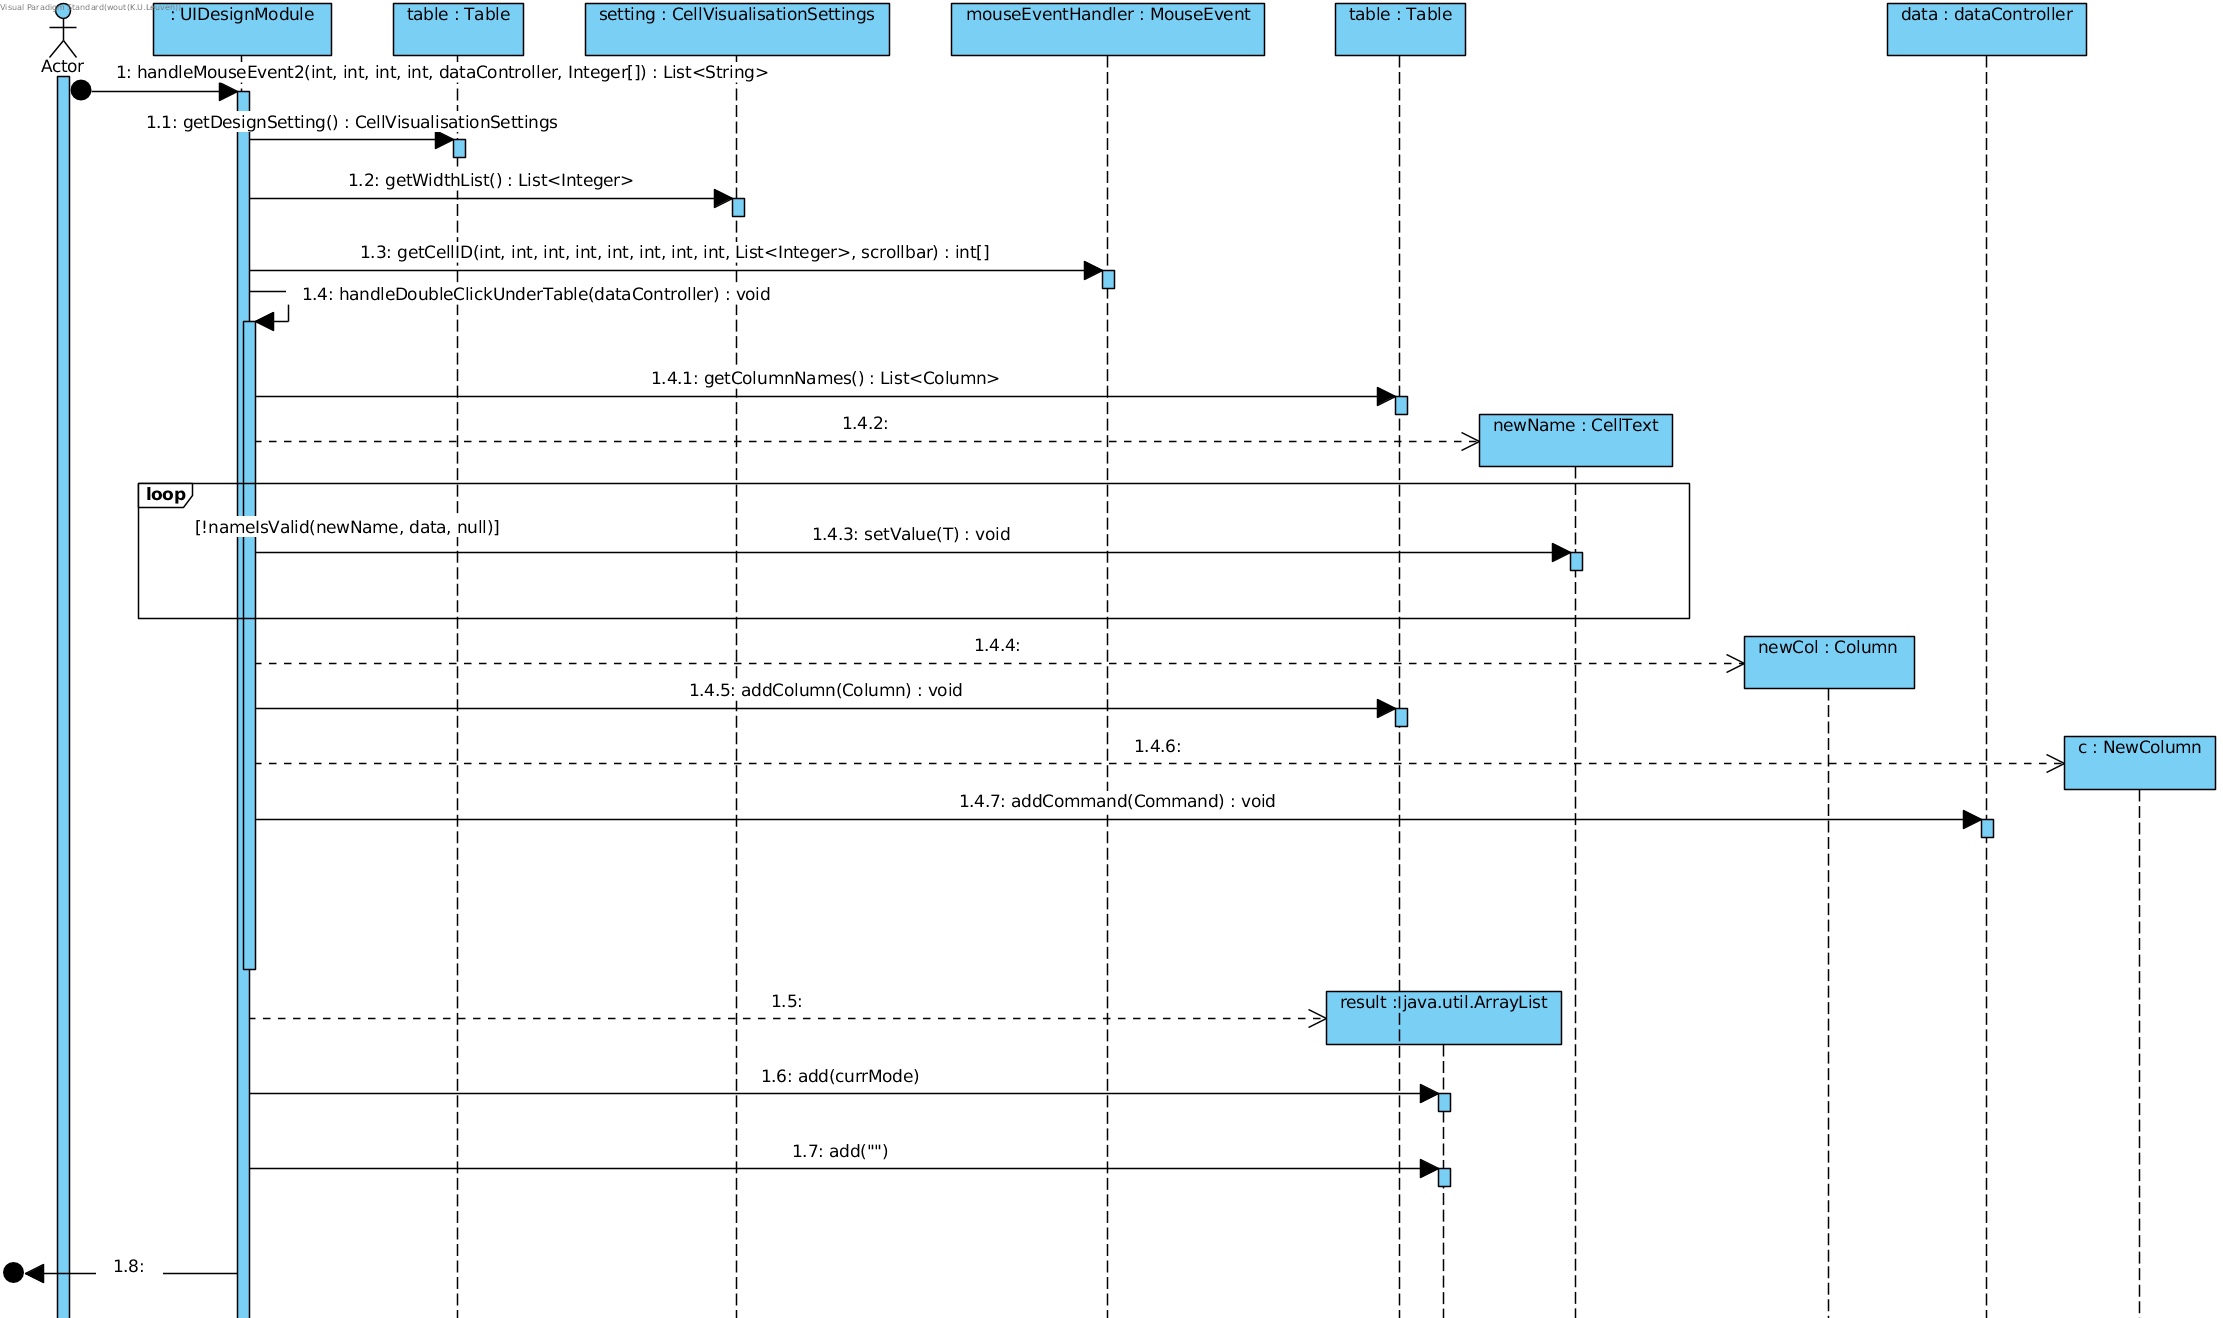 Visual Paradigm Standard(wout(K.U.Leuven))
: UIDesignModule
table : Table
setting : CellVisualisationSettings
mouseEventHandler : MouseEvent
table : Table
data : dataController
Actor
1: handleMouseEvent2(int, int, int, int, dataController, Integer[]) : List<String>
1.1: getDesignSetting() : CellVisualisationSettings
1.2: getWidthList() : List<Integer>
1.3: getCellID(int, int, int, int, int, int, int, int, List<Integer>, scrollbar) : int[]
1.4: handleDoubleClickUnderTable(dataController) : void
1.4.1: getColumnNames() : List<Column>
1.4.2:
newName : CellText
loop
[!nameIsValid(newName, data, null)]
1.4.3: setValue(T) : void
1.4.4:
newCol : Column
1.4.5: addColumn(Column) : void
1.4.6:
c : NewColumn
1.4.7: addCommand(Command) : void
1.5:
result : java.util.ArrayList
1.6: add(currMode)
1.7: add("")
1.8: